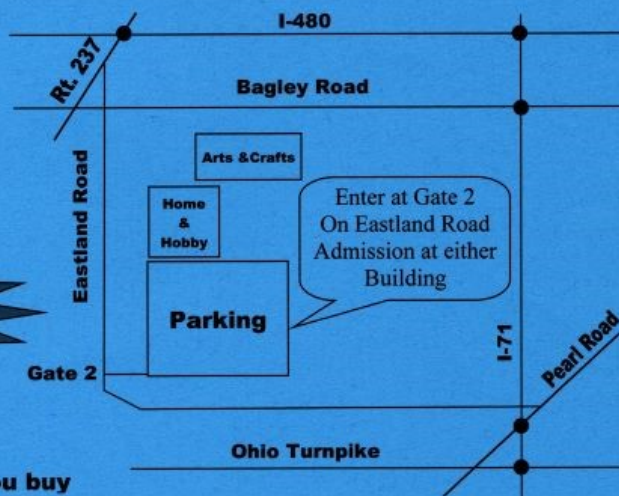 I-480
Rt. 237
Bagley Road
Arts &Crafts
Home
&
Hobby
Enter at Gate 2
On Eastland Road
Admission at either
Building
Eastland Road
Parking
I-71
Pearl Road
Gate 2
Ohio Turnpike
buy